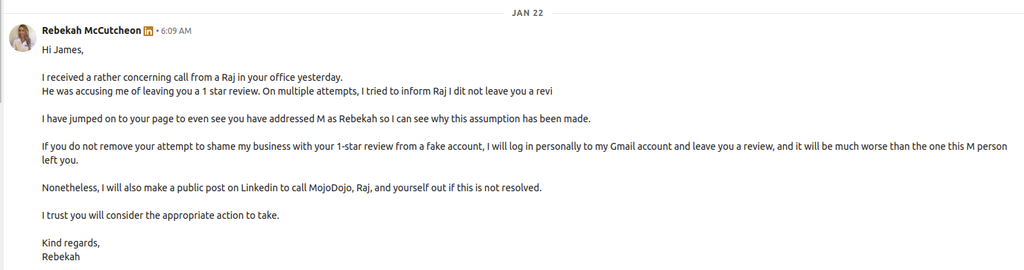 JAN 22
Rebekah McCutcheon in • 6:09 AM
Hi James,
I received a rather concerning call from a Raj in your office yesterday.
He was accusing me of leaving you a 1 star review. On multiple attempts, I tried to inform Raj I dit not leave you a revi
I have jumped on to your page to even see you have addressed M as Rebekah so I can see why this assumption has been made.
If you do not remove your attempt to shame my business with your 1-star review from a fake account, I will log in personally to my Gmail account and leave you a review, and it will be much worse than the one this M person
left you.
Nonetheless, I will also make a public post on Linkedin to call MojoDojo, Raj, and yourself out if this is not resolved.
I trust you will consider the appropriate action to take.
Kind regards,
Rebekah